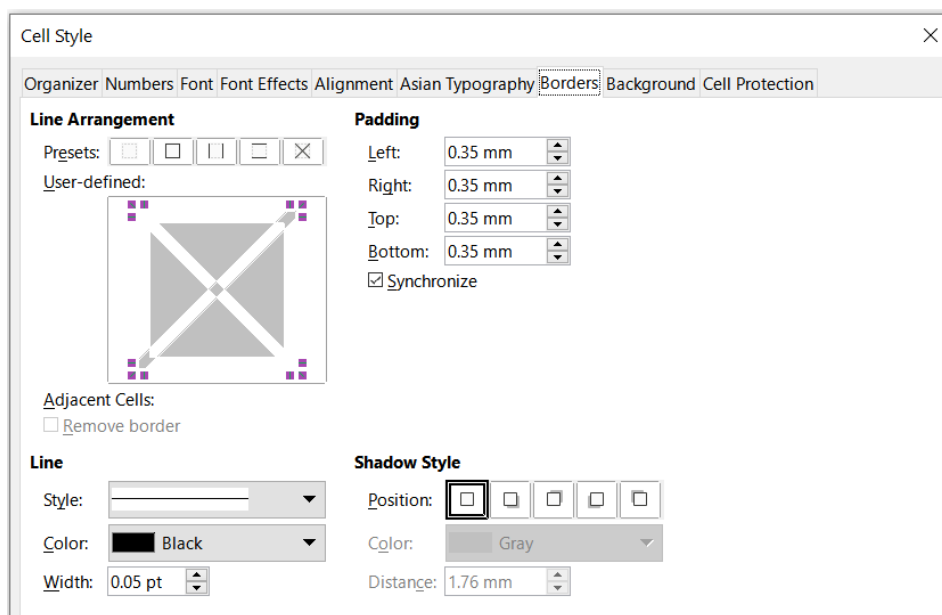 Cell Style
Organizer Numbers Font Font Effects Alignment Asian Typography Borders Background Cell Protection
Line Arrangement
Presets:
User-defined:
Adjacent Cells:
Remove border
Padding
Left: 0.35 mm
Right: 0.35 mm
Top: 0.35 mm
Bottom: 0.35 mm
Synchronize
Line
Style:
Color: Black
Width: 0.05 pt
Shadow Style
Position:
Color: Gray
Distance: 1.76 mm